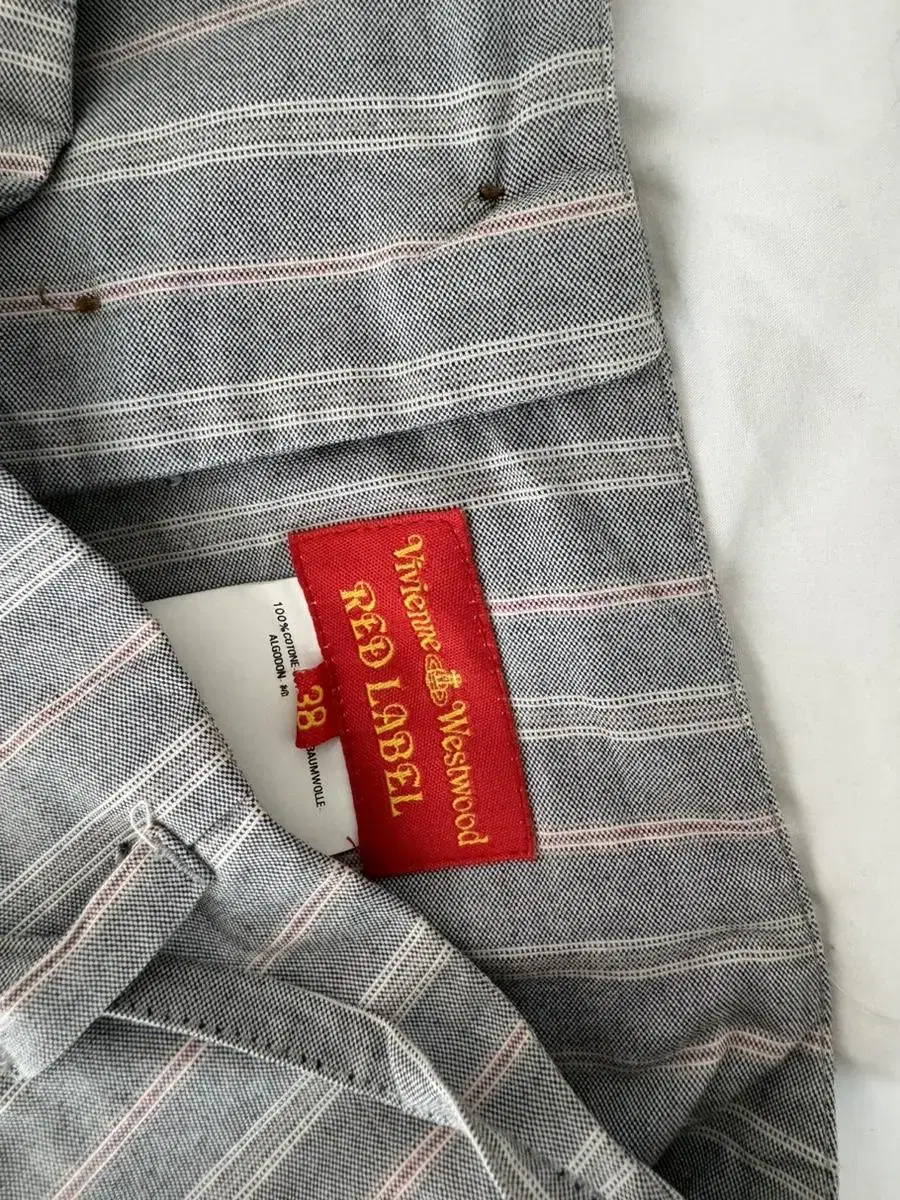 Vivienne Westwood
RED LABEL
38
100%COTONE
ALGODON
BAUMWOLLE